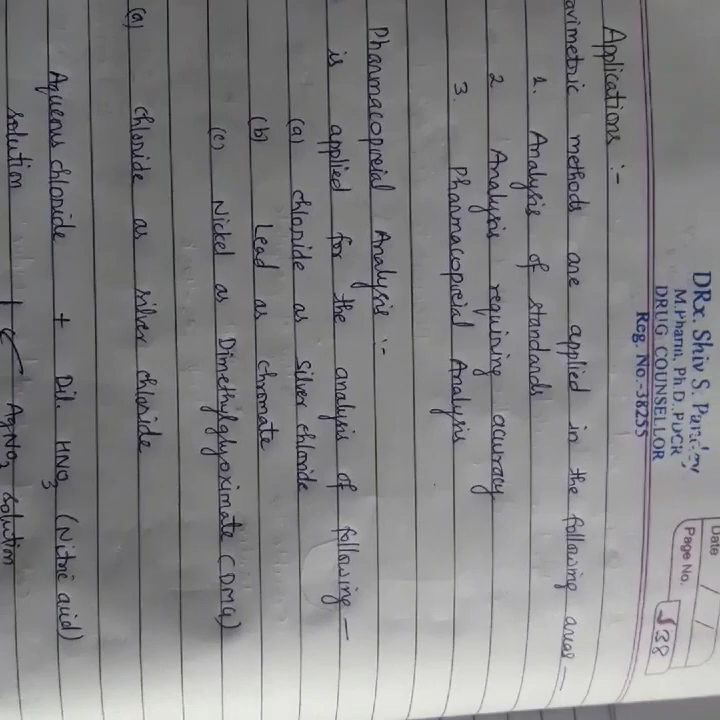 DRx. Shiv S. Pandey
M.Pharm, Ph.D., PDCR,
DRUG COUNSELLOR
Reg. No.-38255
Date / /
Page No. 38
Applications :-
avimetric methods are applied in the following areas -
1. Analysis of standards
2 Analysis requiring accuracy
3. Pharmacopoeial Analysis
Pharmacopoeial Analysis :-
is applied for the analysis of following -
(a) chloride as Silver chloride
(b) Lead as chromate
(c) Nickel as Dimethylglyoximate (DMG)
(a) chloride as silver chloride
Aqueous chloride + Dil. HNO3 (Nitric acid)
solution AgNO3 solution